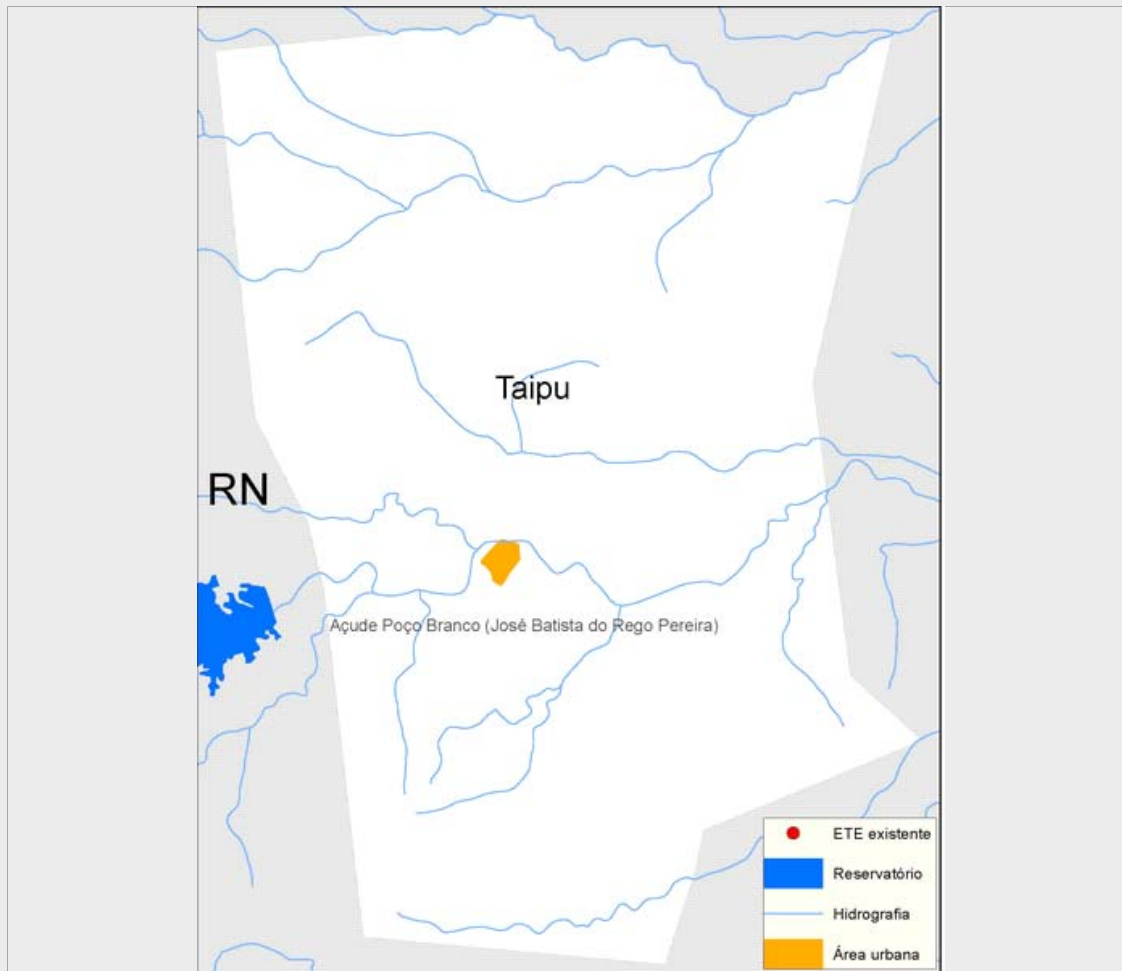 Taipu
RN
Açude Poço Branco (José Batista do Rego Pereira)
ETE existente
Reservatório
Hidrografia
Área urbana